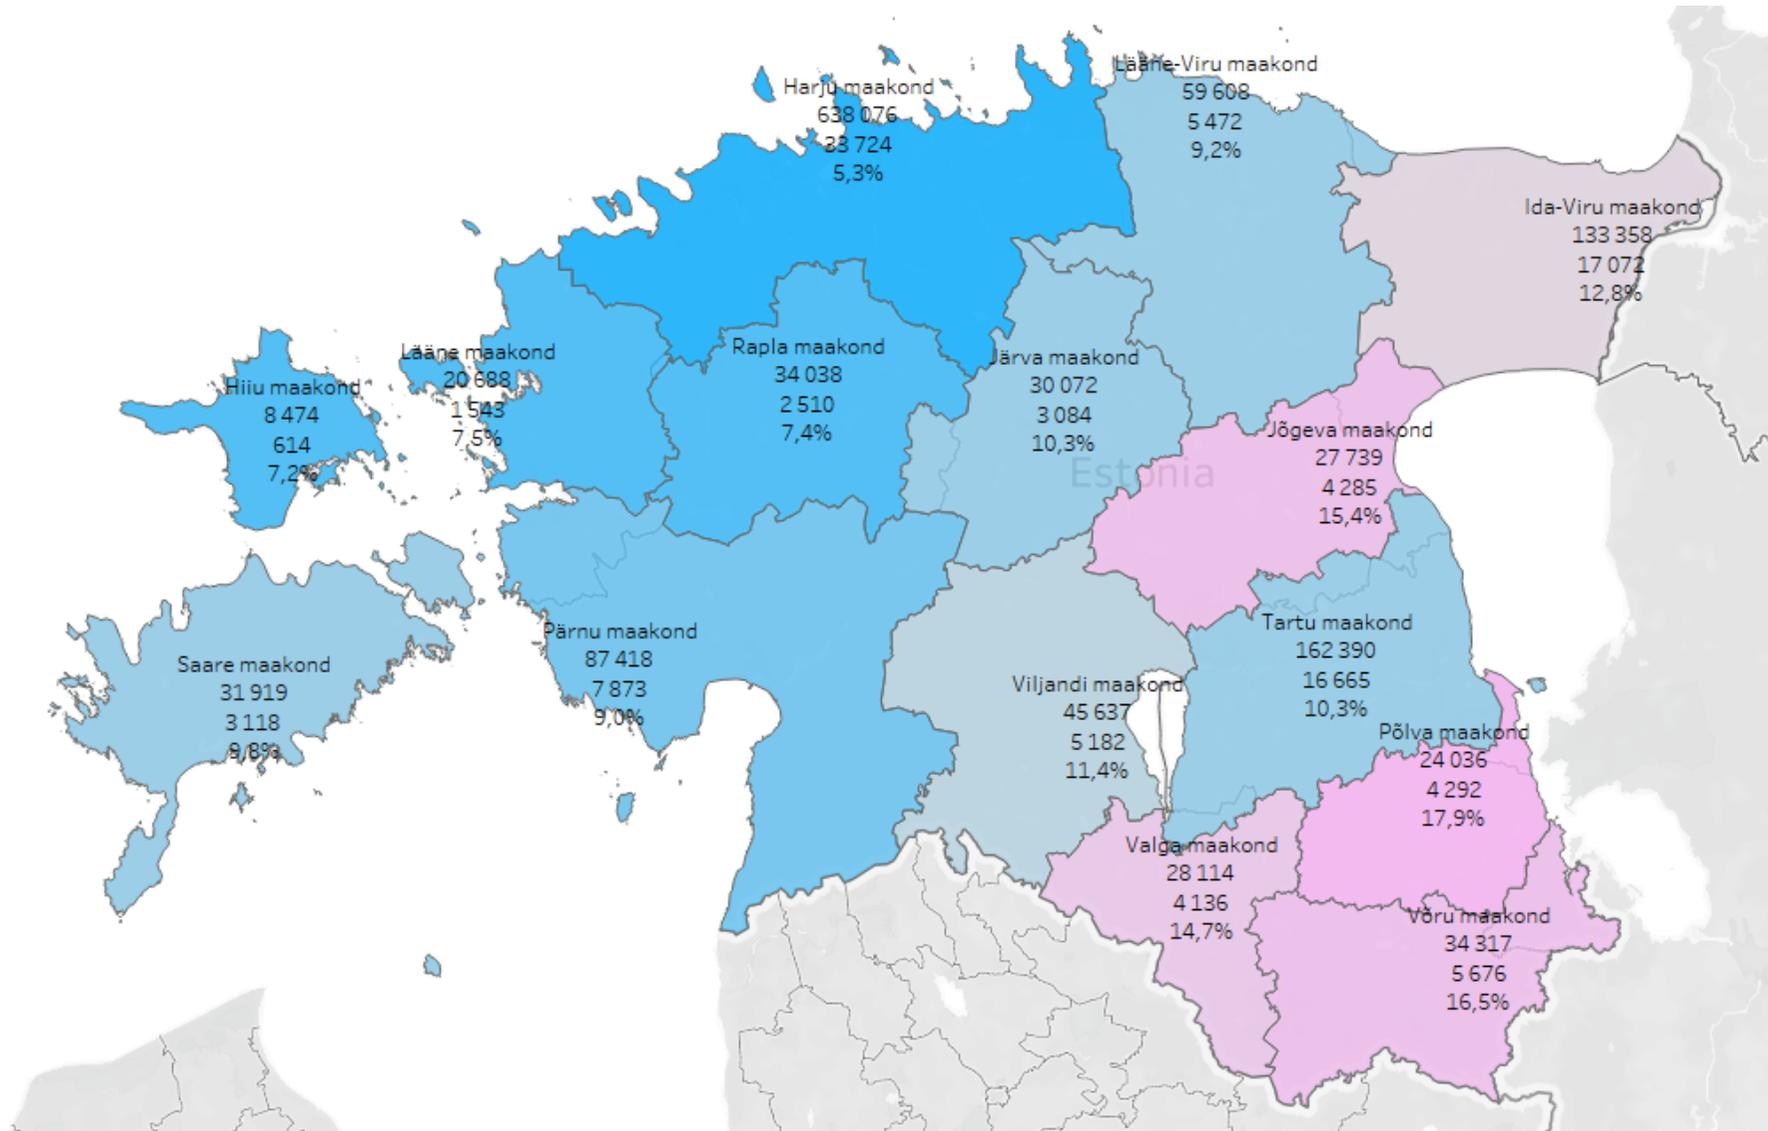 Lääne-Viru maakond
59 608
5 472
9,2%
Harju maakond
638 076
33 724
5,3%
Ida-Viru maakond
133 358
17 072
12,8%
Rapla maakond
34 038
2 510
7,4%
Lääne maakond
20 688
1 543
7,5%
Järva maakond
30 072
3 084
10,3%
Hiiu maakond
8 474
614
7,2%
Jõgeva maakond
27 739
4 285
15,4%
Estonia
Tartu maakond
162 390
16 665
10,3%
Pärnu maakond
87 418
7 873
9,0%
Saare maakond
31 919
3 118
9,8%
Viljandi maakond
45 637
5 182
11,4%
Põlva maakond
24 036
4 292
17,9%
Valga maakond
28 114
4 136
14,7%
Võru maakond
34 317
5 676
16,5%